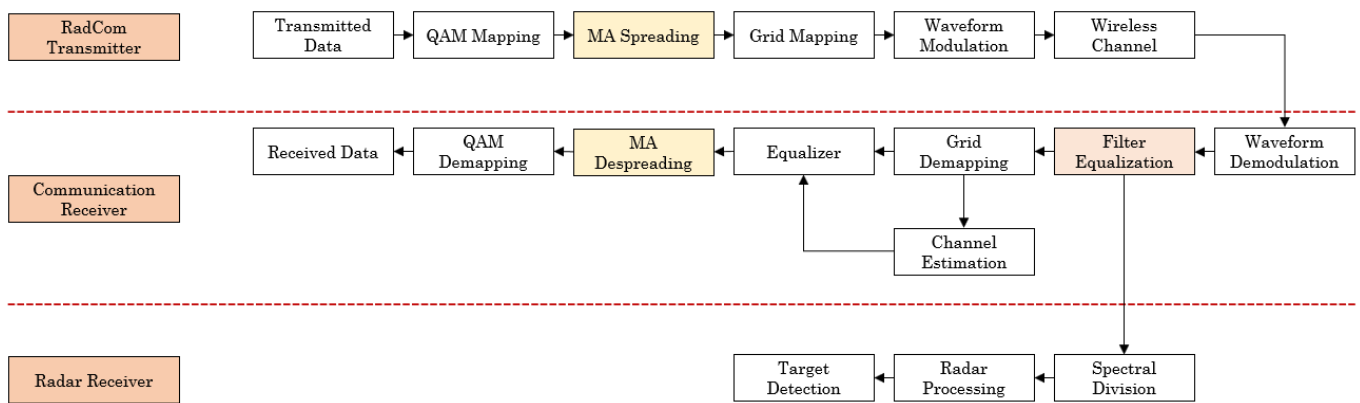 RadCom
Transmitter
Transmitted
Data
QAM Mapping
MA Spreading
Grid Mapping
Waveform
Modulation
Wireless
Channel
Communication
Receiver
Received Data
QAM
Demapping
MA
Despreading
Equalizer
Grid
Demapping
Filter
Equalization
Waveform
Demodulation
Channel
Estimation
Radar Receiver
Target
Detection
Radar
Processing
Spectral
Division